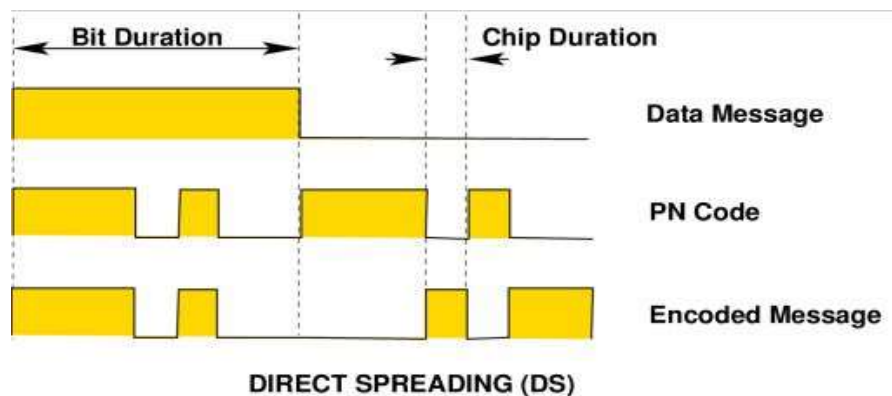 Bit Duration
Chip Duration
Data Message
PN Code
Encoded Message
DIRECT SPREADING (DS)